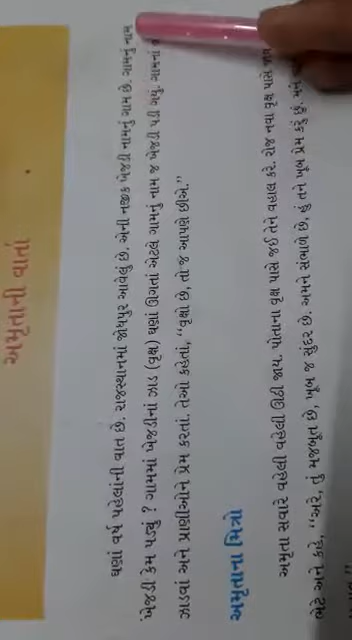 અમૃતાની વાર્તા
ઘણાં વર્ષ પહેલાંની વાત છે. રાજસ્થાનમાં જોધપુર આવેલું છે. એની નજીક ખેજડી નામનું ગામ છે. ગામનું નામ
ખેજડી કેમ પડ્યું ? ગામમાં ખેજડીનાં ઝાડ (વૃક્ષ) ઘણાં ઊગતાં એટલે ગામનું નામ જ ખેજડી પડી ગયું. ગામનાં
ઝાડવાં અને પ્રાણીઓને પ્રેમ કરતાં. તેઓ કહેતાં, "વૃક્ષો છે, તો જ આપણે છીએ."
અમૃતાના મિત્રો
અમૃતા સવારે વહેલી વહેલી ઊઠી જાય. પોતાના વૃક્ષ પાસે જઈ તેને વહાલ કરે. રોજ નવા વૃક્ષ પાસે જાય
ભેટે અને કહે, "અરે, તું મજબૂત છે, ખૂબ જ સુંદર છે. અમને સંભાળે છે, હું તને ખૂબ પ્રેમ કરું છું. મને